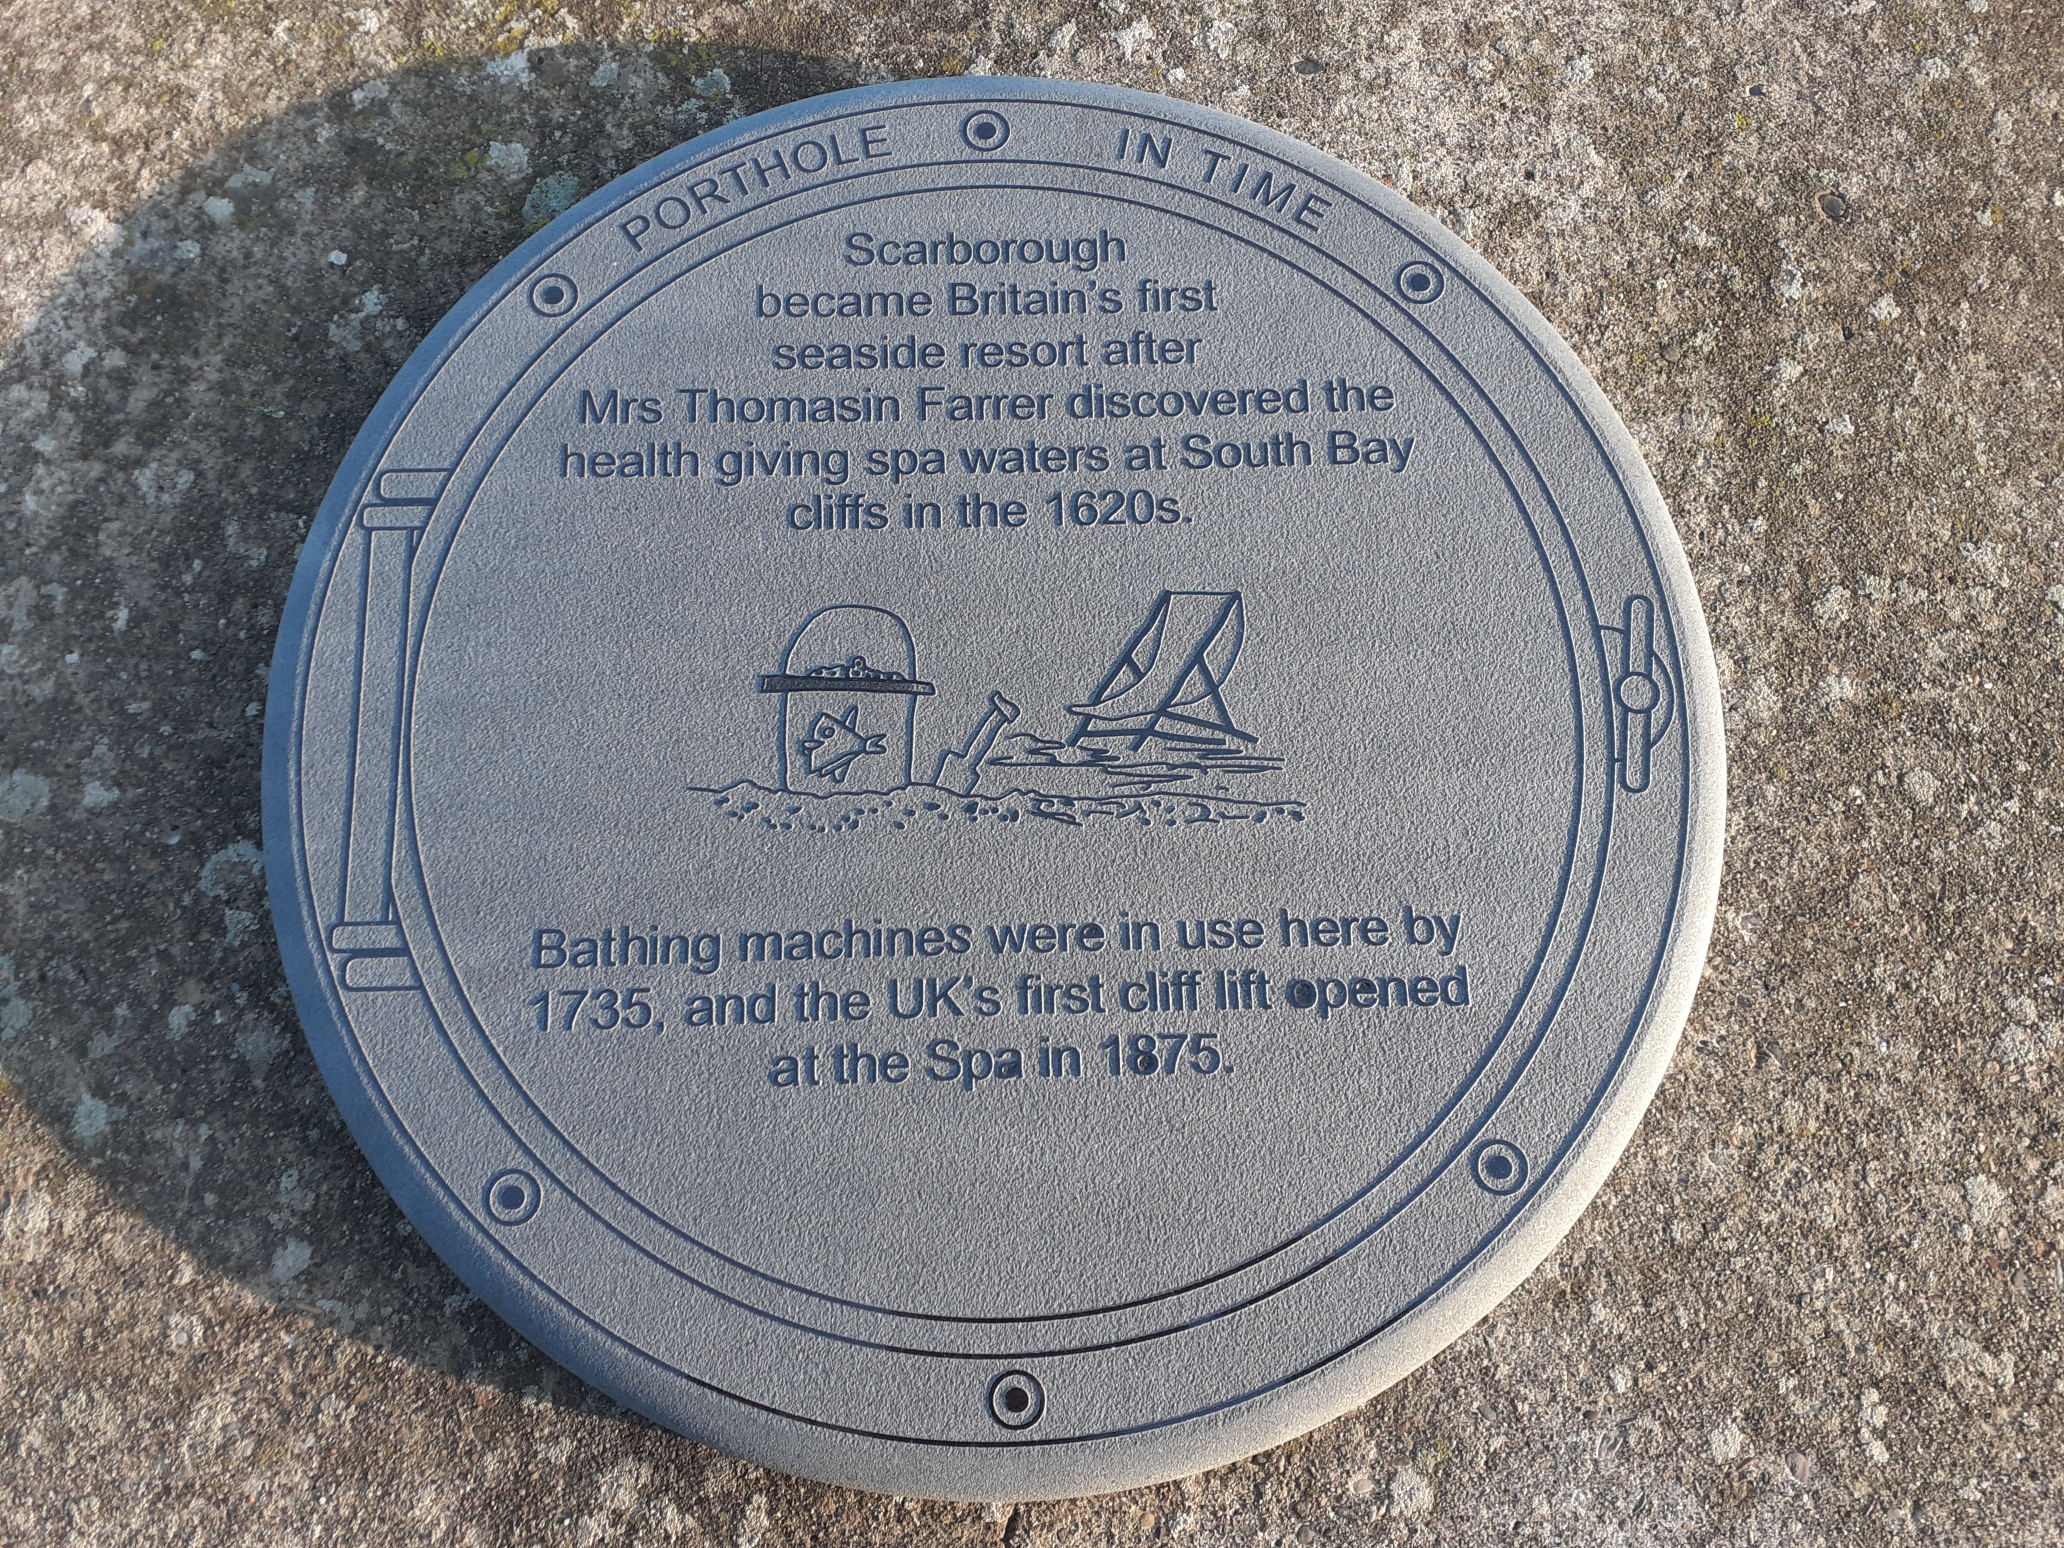 PORTHOLE IN TIME
Scarborough
became Britain's first
seaside resort after
Mrs Thomasin Farrer discovered the
health giving spa waters at South Bay
cliffs in the 1620s.
Bathing machines were in use here by
1735, and the UK's first cliff lift opened
at the Spa in 1875.